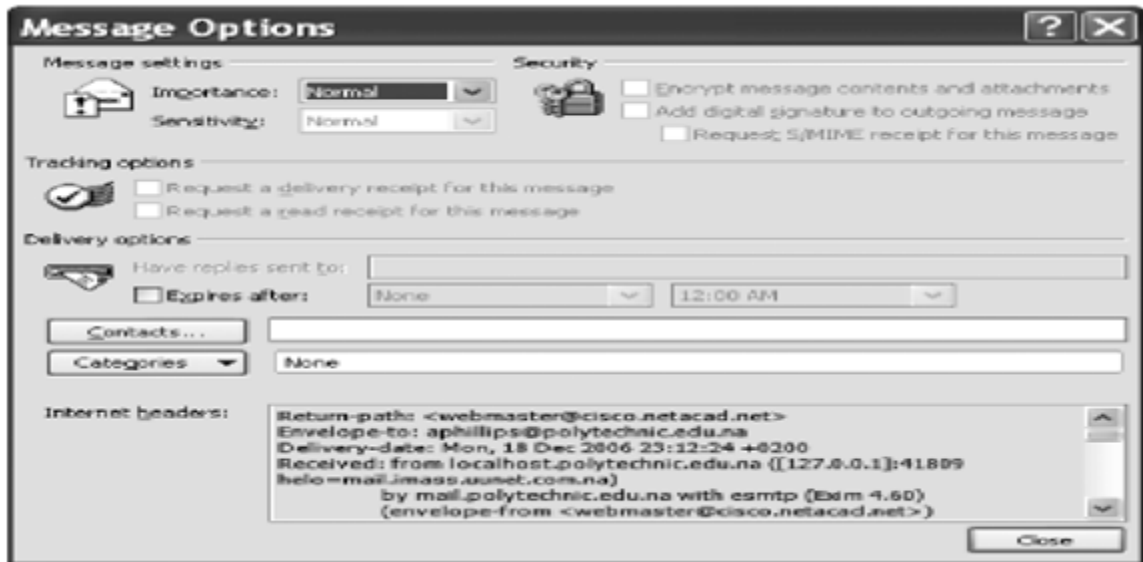 Message Options
Message settings
Importance: Normal
Sensitivity: Normal
Security
Encrypt message contents and attachments
Add digital signature to outgoing message
Request S/MIME receipt for this message
Tracking options
Request a delivery receipt for this message
Request a read receipt for this message
Delivery options
Have replies sent to:
Expires after: None 12:00 AM
Contacts...
Categories None
Internet headers:
Return-path: <webmaster@cisco.netacad.net>
Envelope-to: aphillips@polytechnic.edu.na
Delivery-date: Mon, 18 Dec 2006 23:12:24 +0200
Received: from localhost.polytechnic.edu.na ([127.0.0.1]:41809
helo=mail.imass.uunet.com.na)
by mail.polytechnic.edu.na with esmtp (Exim 4.60)
(envelope-from <webmaster@cisco.netacad.net>)
Close